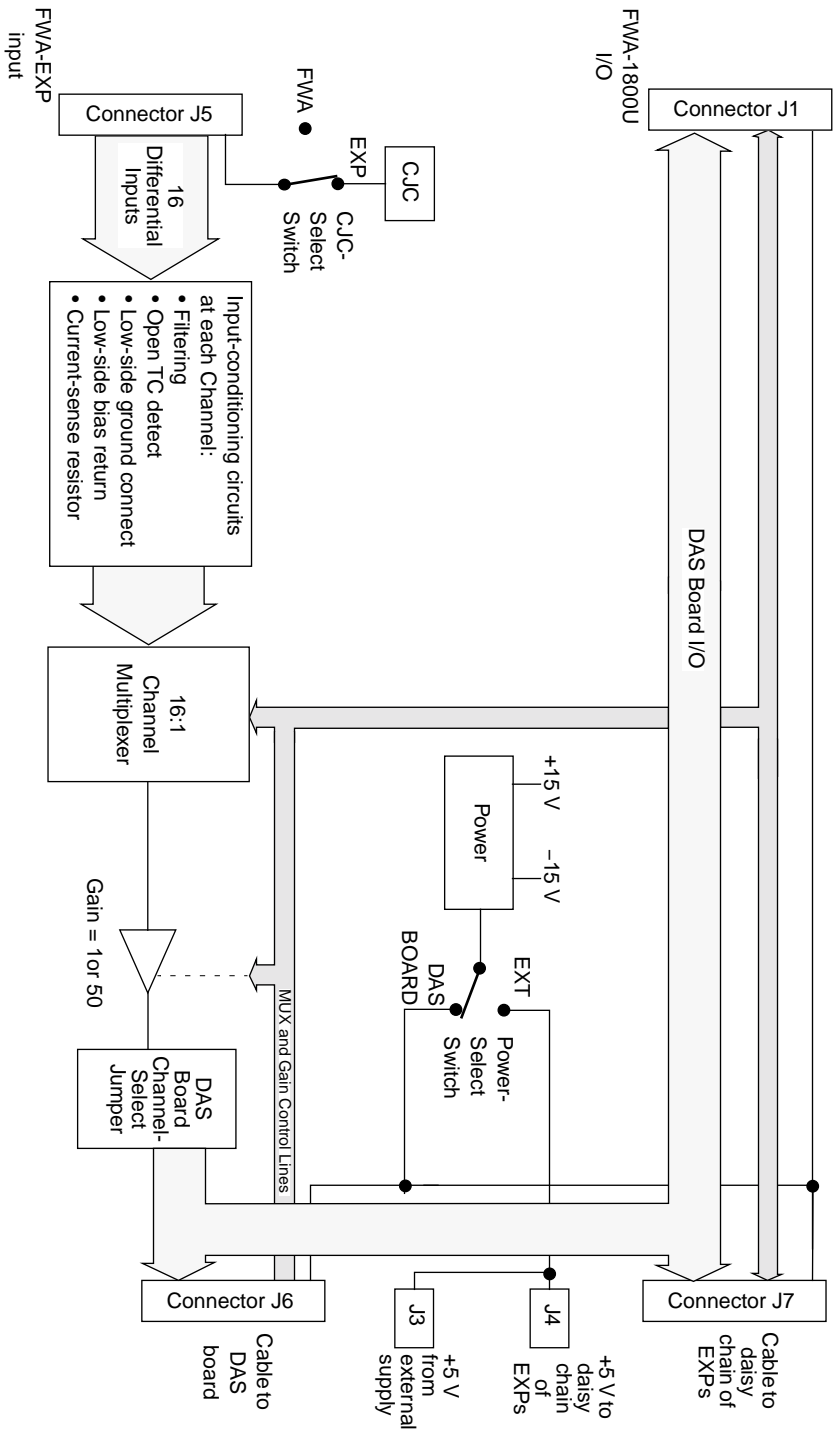 FWA-1800U
I/O
Connector J1
DAS Board I/O
Connector J7
Cable to
daisy
chain of
EXPs
FWA-EXP
input
Connector J5
FWA
EXP
CJC
CJC-
Select
Switch
16
Differential
Inputs
Input-conditioning circuits
at each Channel:
• Filtering
• Open TC detect
• Low-side ground connect
• Low-side bias return
• Current-sense resistor
16:1
Channel
Multiplexer
+15 V
–15 V
Power
EXT
DAS
BOARD
Power-
Select
Switch
J4
+5 V to
daisy
chain
of
EXPs
J3
+5 V
from
external
supply
Gain = 1or 50
MUX and Gain Control Lines
DAS
Board
Channel-
Select
Jumper
Connector J6
Cable to
DAS
board